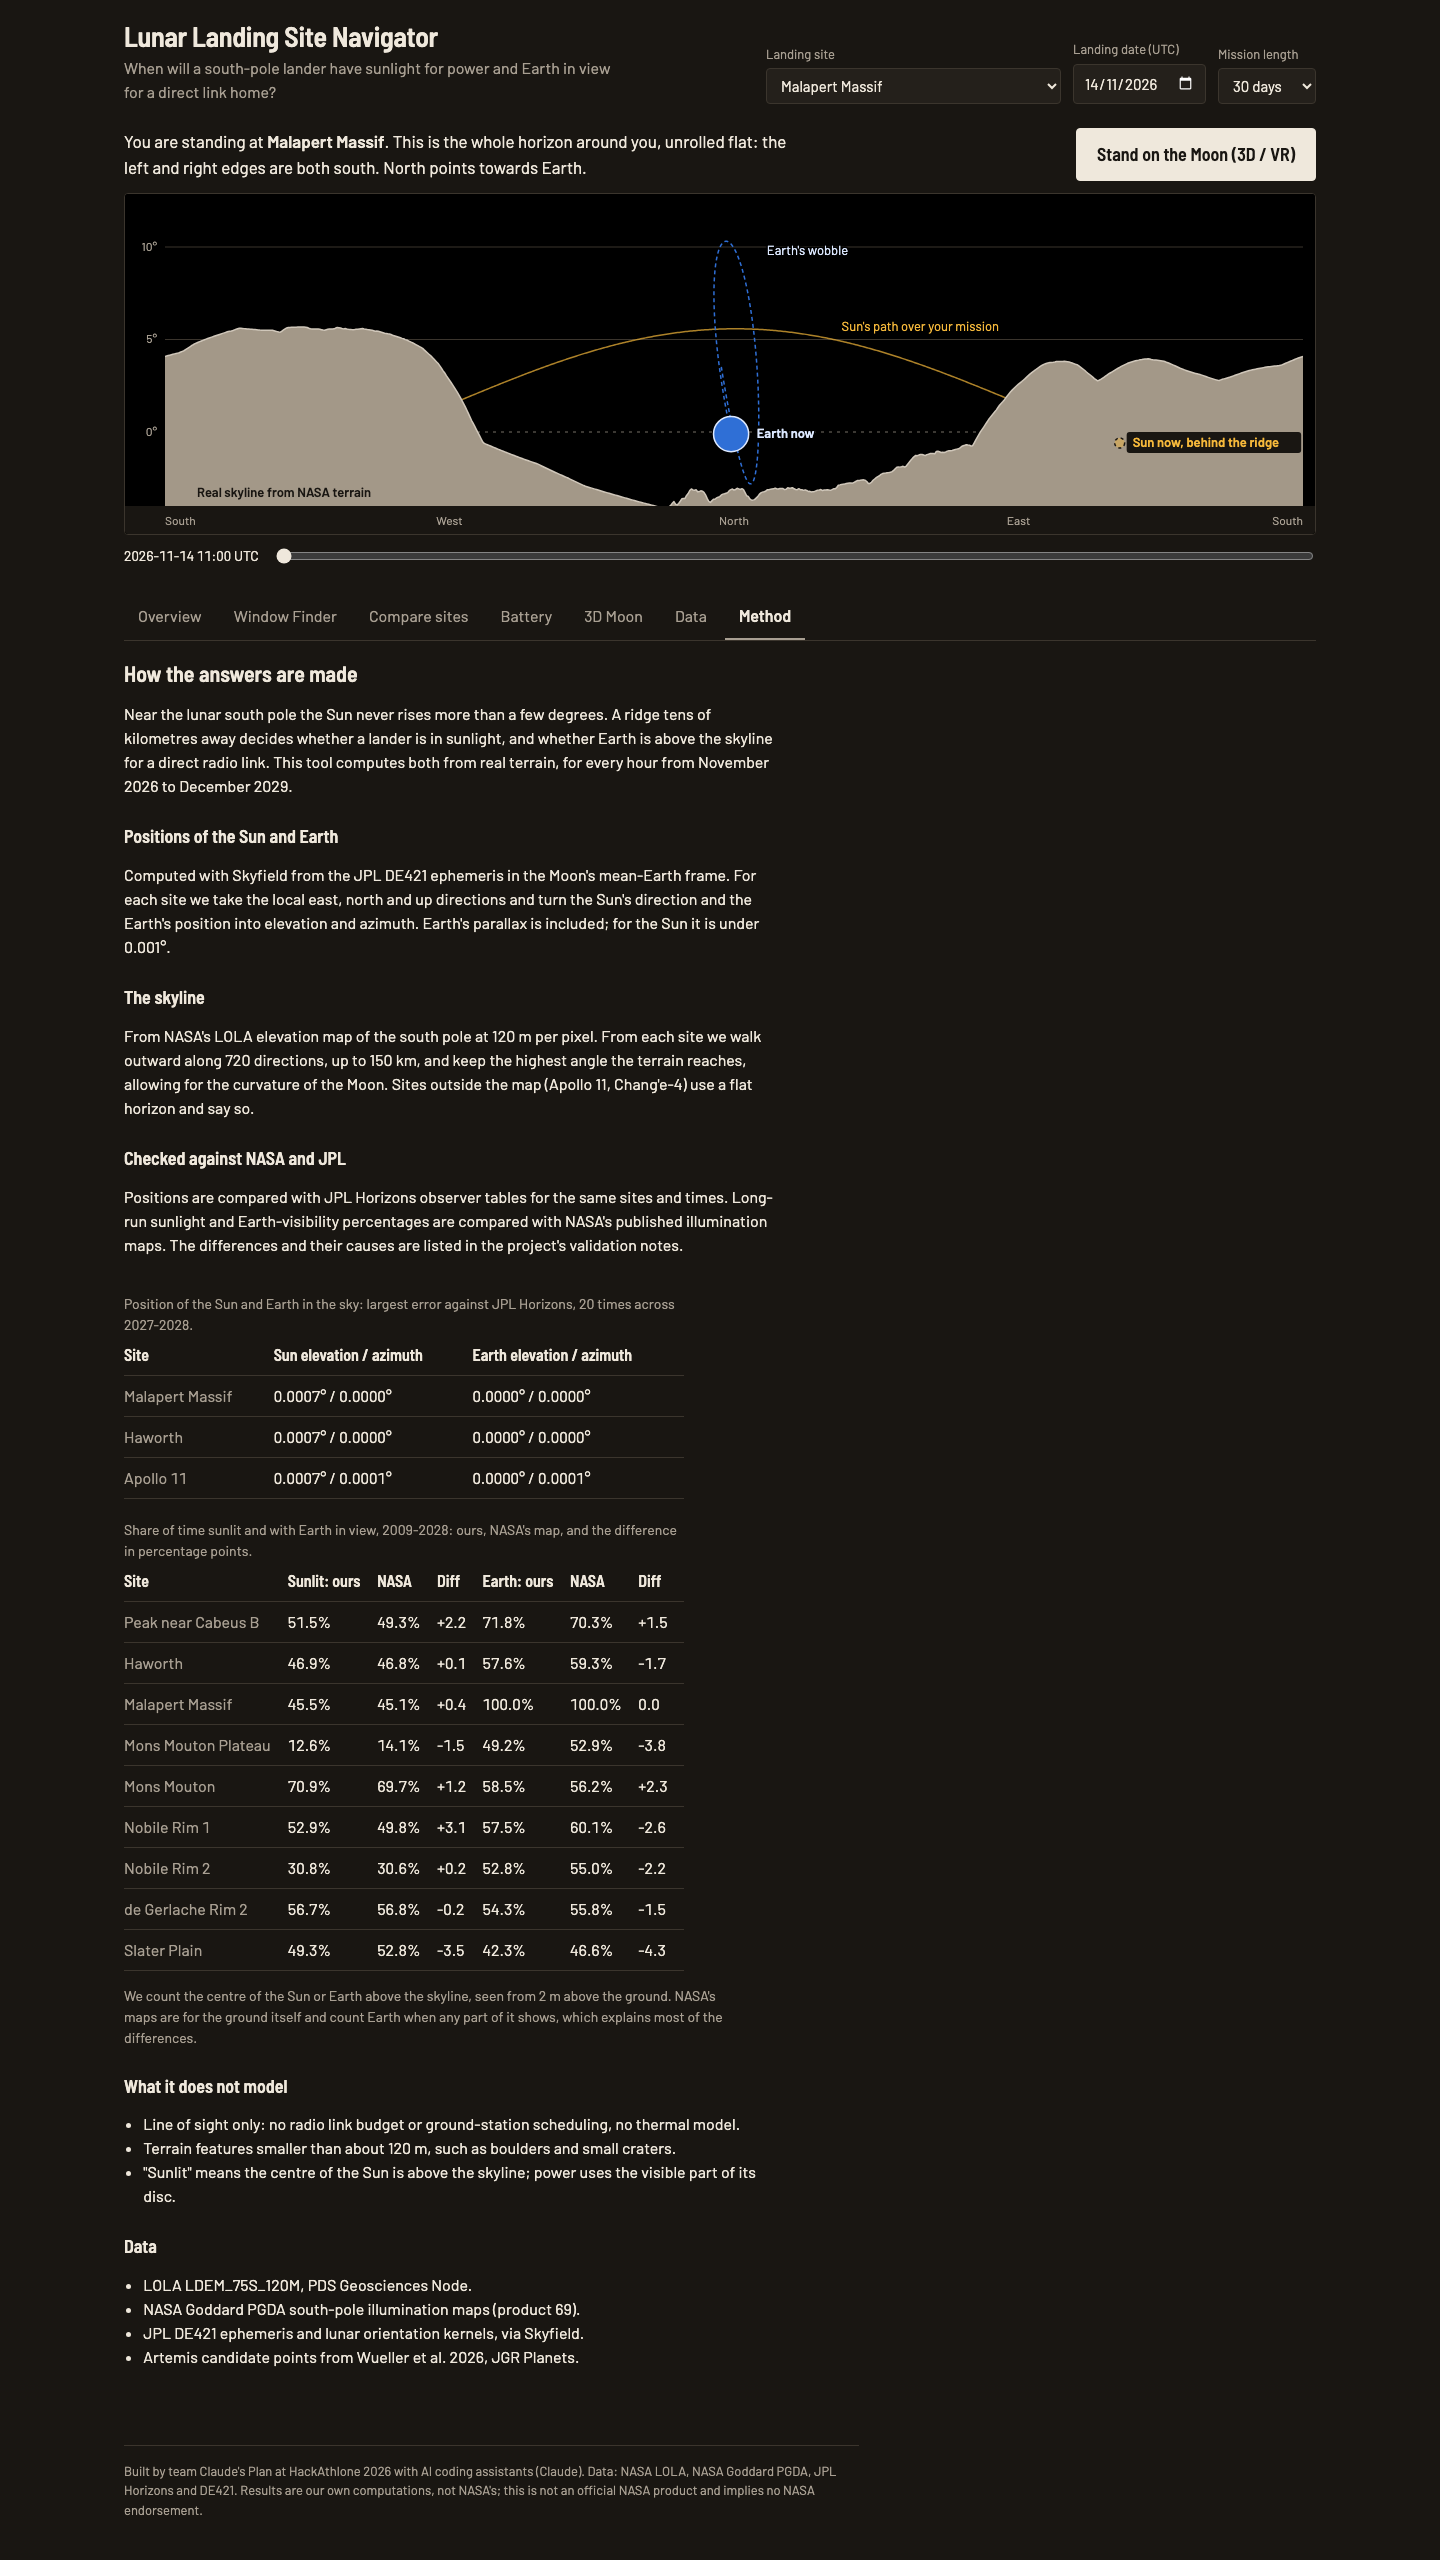 Lunar Landing Site Navigator
When will a south-pole lander have sunlight for power and Earth in view
for a direct link home?
Landing site
Malapert Massif
Landing date (UTC)
14/11/2026
Mission length
30 days
You are standing at Malapert Massif. This is the whole horizon around you, unrolled flat: the
left and right edges are both south. North points towards Earth.
Stand on the Moon (3D / VR)
10°
Earth's wobble
Sun's path over your mission
5°
0°
Earth now
Sun now, behind the ridge
Real skyline from NASA terrain
South West North East South
2026-11-14 11:00 UTC
Overview Window Finder Compare sites Battery 3D Moon Data Method
How the answers are made
Near the lunar south pole the Sun never rises more than a few degrees. A ridge tens of
kilometres away decides whether a lander is in sunlight, and whether Earth is above the skyline
for a direct radio link. This tool computes both from real terrain, for every hour from November
2026 to December 2029.
Positions of the Sun and Earth
Computed with Skyfield from the JPL DE421 ephemeris in the Moon's mean-Earth frame. For
each site we take the local east, north and up directions and turn the Sun's direction and the
Earth's position into elevation and azimuth. Earth's parallax is included; for the Sun it is under
0.001°.
The skyline
From NASA's LOLA elevation map of the south pole at 120 m per pixel. From each site we walk
outward along 720 directions, up to 150 km, and keep the highest angle the terrain reaches,
allowing for the curvature of the Moon. Sites outside the map (Apollo 11, Chang'e-4) use a flat
horizon and say so.
Checked against NASA and JPL
Positions are compared with JPL Horizons observer tables for the same sites and times. Long-
run sunlight and Earth-visibility percentages are compared with NASA's published illumination
maps. The differences and their causes are listed in the project's validation notes.
Position of the Sun and Earth in the sky: largest error against JPL Horizons, 20 times across
2027-2028.
Site Sun elevation / azimuth Earth elevation / azimuth
Malapert Massif 0.0007° / 0.0000° 0.0000° / 0.0000°
Haworth 0.0007° / 0.0000° 0.0000° / 0.0000°
Apollo 11 0.0007° / 0.0001° 0.0000° / 0.0001°
Share of time sunlit and with Earth in view, 2009-2028: ours, NASA's map, and the difference
in percentage points.
Site Sunlit: ours NASA Diff Earth: ours NASA Diff
Peak near Cabeus B 51.5% 49.3% +2.2 71.8% 70.3% +1.5
Haworth 46.9% 46.8% +0.1 57.6% 59.3% -1.7
Malapert Massif 45.5% 45.1% +0.4 100.0% 100.0% 0.0
Mons Mouton Plateau 12.6% 14.1% -1.5 49.2% 52.9% -3.8
Mons Mouton 70.9% 69.7% +1.2 58.5% 56.2% +2.3
Nobile Rim 1 52.9% 49.8% +3.1 57.5% 60.1% -2.6
Nobile Rim 2 30.8% 30.6% +0.2 52.8% 55.0% -2.2
de Gerlache Rim 2 56.7% 56.8% -0.2 54.3% 55.8% -1.5
Slater Plain 49.3% 52.8% -3.5 42.3% 46.6% -4.3
We count the centre of the Sun or Earth above the skyline, seen from 2 m above the ground. NASA's
maps are for the ground itself and count Earth when any part of it shows, which explains most of the
differences.
What it does not model
• Line of sight only: no radio link budget or ground-station scheduling, no thermal model.
• Terrain features smaller than about 120 m, such as boulders and small craters.
• "Sunlit" means the centre of the Sun is above the skyline; power uses the visible part of its
disc.
Data
• LOLA LDEM_75S_120M, PDS Geosciences Node.
• NASA Goddard PGDA south-pole illumination maps (product 69).
• JPL DE421 ephemeris and lunar orientation kernels, via Skyfield.
• Artemis candidate points from Wueller et al. 2026, JGR Planets.
Built by team Claude's Plan at HackAthlone 2026 with AI coding assistants (Claude). Data: NASA LOLA, NASA Goddard PGDA, JPL
Horizons and DE421. Results are our own computations, not NASA's; this is not an official NASA product and implies no NASA
endorsement.